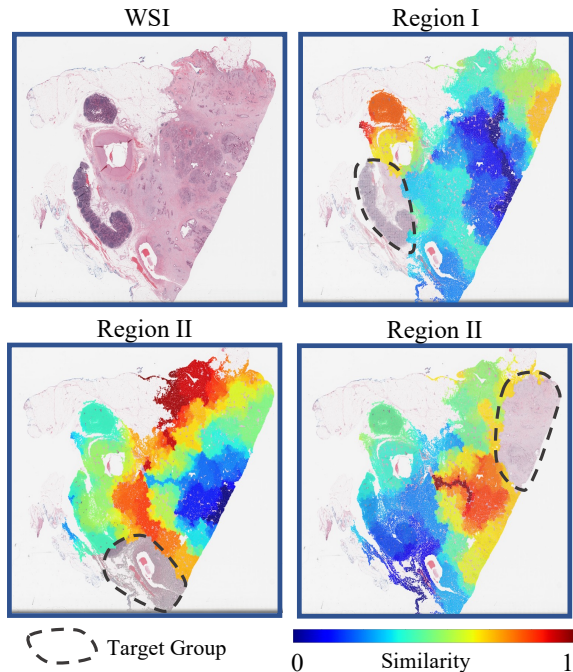 WSI
Region I
Region II
Region II
Target Group
0
Similarity
1